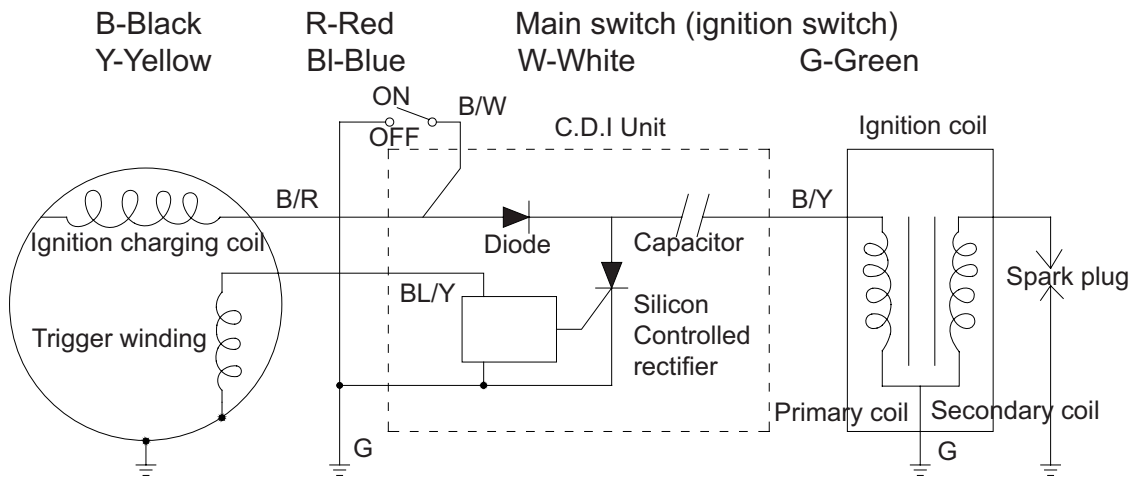 B-Black R-Red Main switch (ignition switch)
Y-Yellow Bl-Blue W-White G-Green
ON
B/W
OFF
C.D.I Unit
Ignition coil
B/R
B/Y
Ignition charging coil
Diode
Capacitor
BL/Y
Spark plug
Trigger winding
Silicon
Controlled
rectifier
Primary coil
Secondary coil
G
G